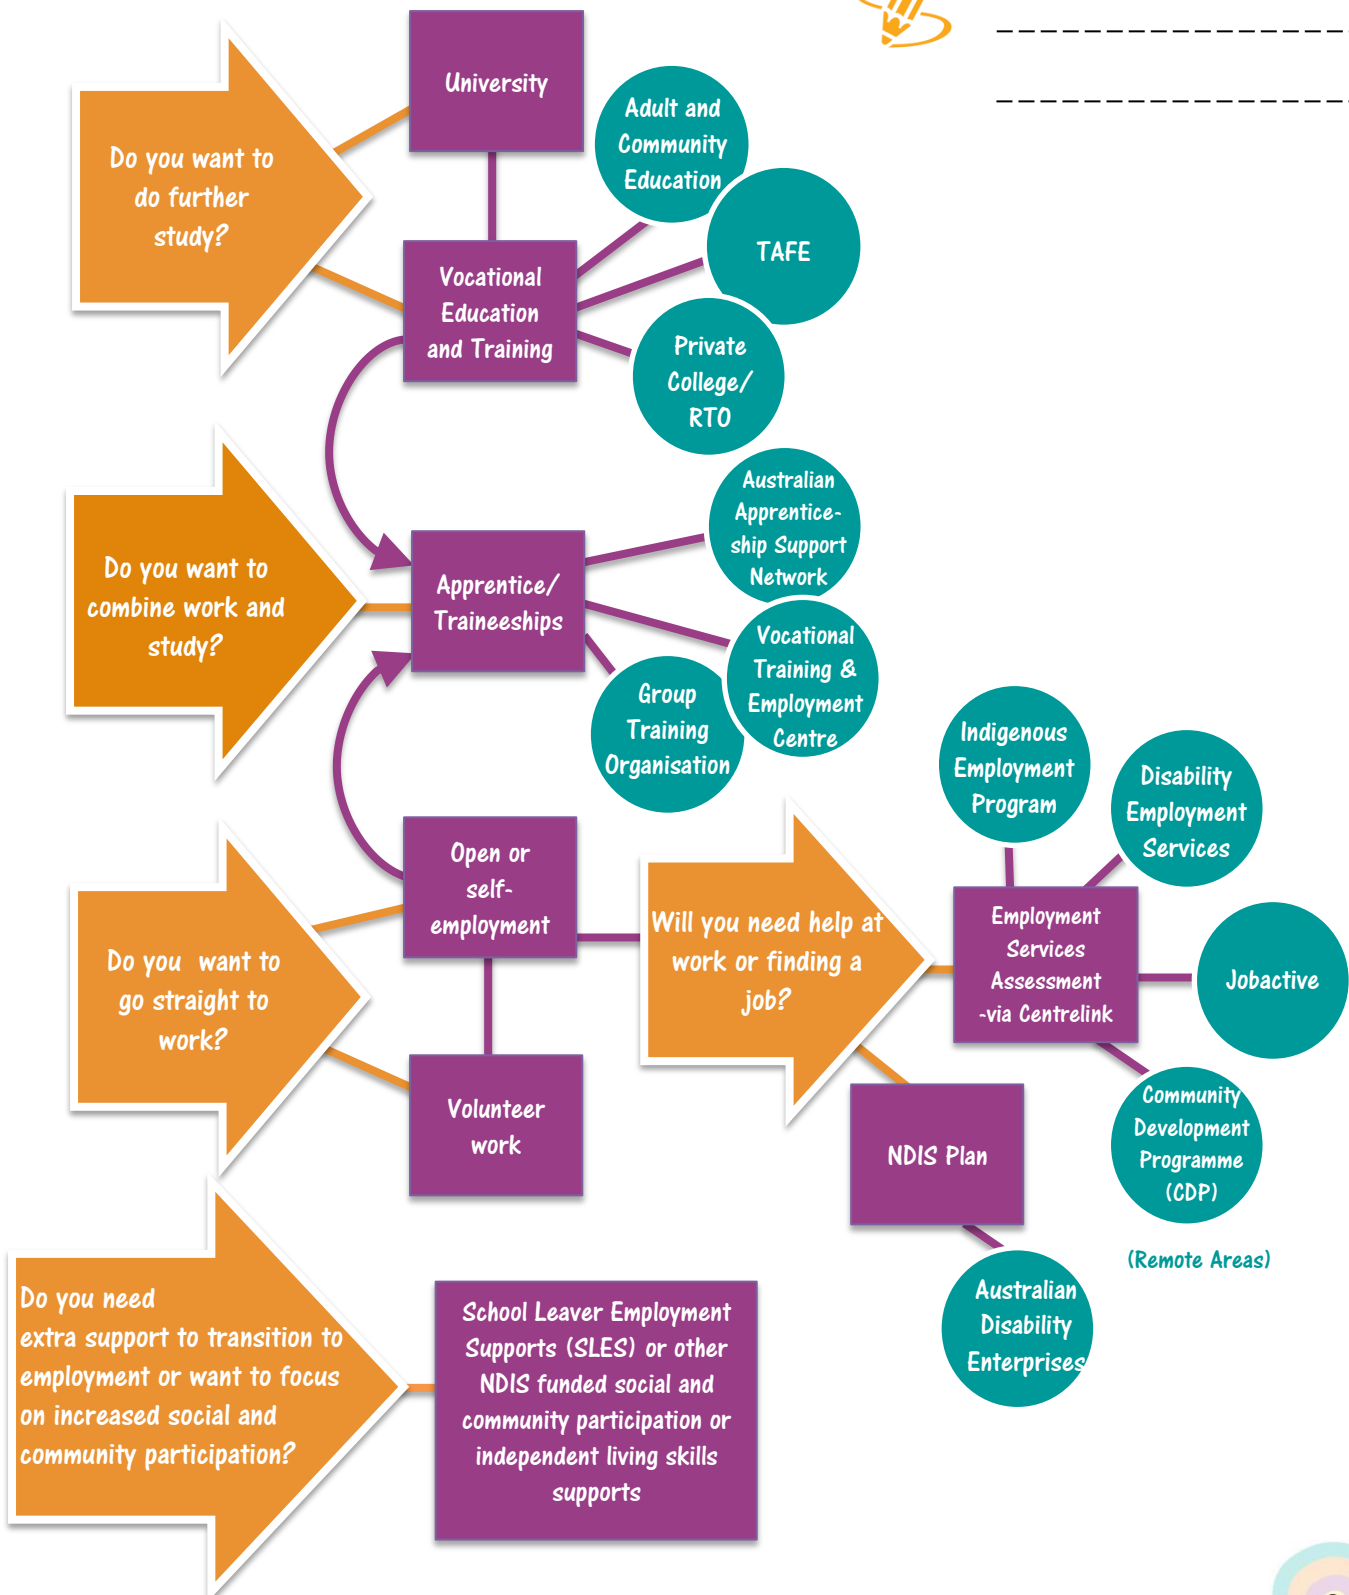 University
Do you want to
do further
study?
Adult and
Community
Education
TAFE
Vocational
Education
and Training
Private
College/
RTO
Do you want to
combine work and
study?
Apprentice/
Traineeships
Australian
Apprentice-
ship Support
Network
Vocational
Training &
Employment
Centre
Group
Training
Organisation
Do you want to
go straight to
work?
Open or
self-
employment
Volunteer
work
Will you need help at
work or finding a
job?
Indigenous
Employment
Program
Disability
Employment
Services
Employment
Services
Assessment
-via Centrelink
Jobactive
Community
Development
Programme
(CDP)
(Remote Areas)
NDIS Plan
Australian
Disability
Enterprises
Do you need
extra support to transition to
employment or want to focus
on increased social and
community participation?
School Leaver Employment
Supports (SLES) or other
NDIS funded social and
community participation or
independent living skills
supports